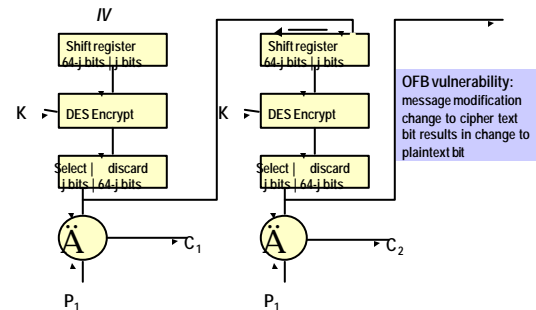 IV
Shift register
64-j bits | j bits
K
DES Encrypt
Select | discard
j bits | 64-j bits
Ä
C1
P1
Shift register
64-j bits | j bits
K
DES Encrypt
Select | discard
j bits | 64-j bits
Ä
C2
P1
OFB vulnerability:
message modification
change to cipher text
bit results in change to
plaintext bit